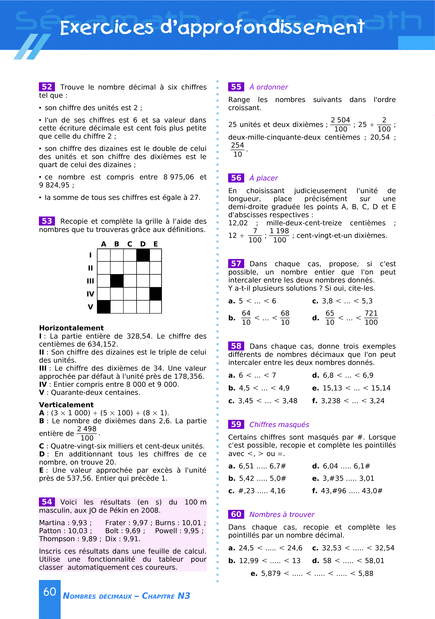 Exercices d'approfondissement
52 Trouve le nombre décimal à six chiffres
tel que :
• son chiffre des unités est 2 ;
• l'un de ses chiffres est 6 et sa valeur dans
cette écriture décimale est cent fois plus petite
que celle du chiffre 2 ;
• son chiffre des dizaines est le double de celui
des unités et son chiffre des dixièmes est le
quart de celui des dizaines ;
• ce nombre est compris entre 8 975,06 et
9 824,95 ;
• la somme de tous ses chiffres est égale à 27.
53 Recopie et complète la grille à l'aide des
nombres que tu trouveras grâce aux définitions.
A B C D E
I
II
III
IV
V
Horizontalement
I : La partie entière de 328,54. Le chiffre des
centièmes de 634,152.
II : Son chiffre des dizaines est le triple de celui
des unités.
III : Le chiffre des dixièmes de 34. Une valeur
approchée par défaut à l'unité près de 178,356.
IV : Entier compris entre 8 000 et 9 000.
V : Quarante-deux centaines.
Verticalement
A : (3 × 1 000) + (5 × 100) + (8 × 1).
B : Le nombre de dixièmes dans 2,6. La partie
entière de 2 498/100.
C : Quatre-vingt-six milliers et cent-deux unités.
D : En additionnant tous les chiffres de ce
nombre, on trouve 20.
E : Une valeur approchée par excès à l'unité
près de 537,56. Entier qui précède 1.
54 Voici les résultats (en s) du 100 m
masculin, aux JO de Pékin en 2008.
Martina : 9,93 ; Frater : 9,97 ; Burns : 10,01 ;
Patton : 10,03 ; Bolt : 9,69 ; Powell : 9,95 ;
Thompson : 9,89 ; Dix : 9,91.
Inscris ces résultats dans une feuille de calcul.
Utilise une fonctionnalité du tableur pour
classer automatiquement ces coureurs.
55 À ordonner
Range les nombres suivants dans l'ordre
croissant.
25 unités et deux dixièmes ; 2 504/100 ; 25 + 2/100 ;
deux-mille-cinquante-deux centièmes ; 20,54 ;
254/10.
56 À placer
En choisissant judicieusement l'unité de
longueur, place précisément sur une
demi-droite graduée les points A, B, C, D et E
d'abscisses respectives :
12,02 ; mille-deux-cent-treize centièmes ;
12 + 7/100 ; 1 198/100 ; cent-vingt-et-un dixièmes.
57 Dans chaque cas, propose, si c'est
possible, un nombre entier que l'on peut
intercaler entre les deux nombres donnés.
Y a-t-il plusieurs solutions ? Si oui, cite-les.
a. 5 < ... < 6 c. 3,8 < ... < 5,3
b. 64/10 < ... < 68/10 d. 65/10 < ... < 721/100
58 Dans chaque cas, donne trois exemples
différents de nombres décimaux que l'on peut
intercaler entre les deux nombres donnés.
a. 6 < ... < 7 d. 6,8 < ... < 6,9
b. 4,5 < ... < 4,9 e. 15,13 < ... < 15,14
c. 3,45 < ... < 3,48 f. 3,238 < ... < 3,24
59 Chiffres masqués
Certains chiffres sont masqués par #. Lorsque
c'est possible, recopie et complète les pointillés
avec <, > ou =.
a. 6,51 ..... 6,7# d. 6,04 ..... 6,1#
b. 5,42 ..... 5,0# e. 3,#35 ..... 3,01
c. #,23 ..... 4,16 f. 43,#96 ..... 43,0#
60 Nombres à trouver
Dans chaque cas, recopie et complète les
pointillés par un nombre décimal.
a. 24,5 < ..... < 24,6 c. 32,53 < ..... < 32,54
b. 12,99 < ..... < 13 d. 58 < ..... < 58,01
e. 5,879 < ..... < ..... < ..... < 5,88
60 NOMBRES DÉCIMAUX – CHAPITRE N3